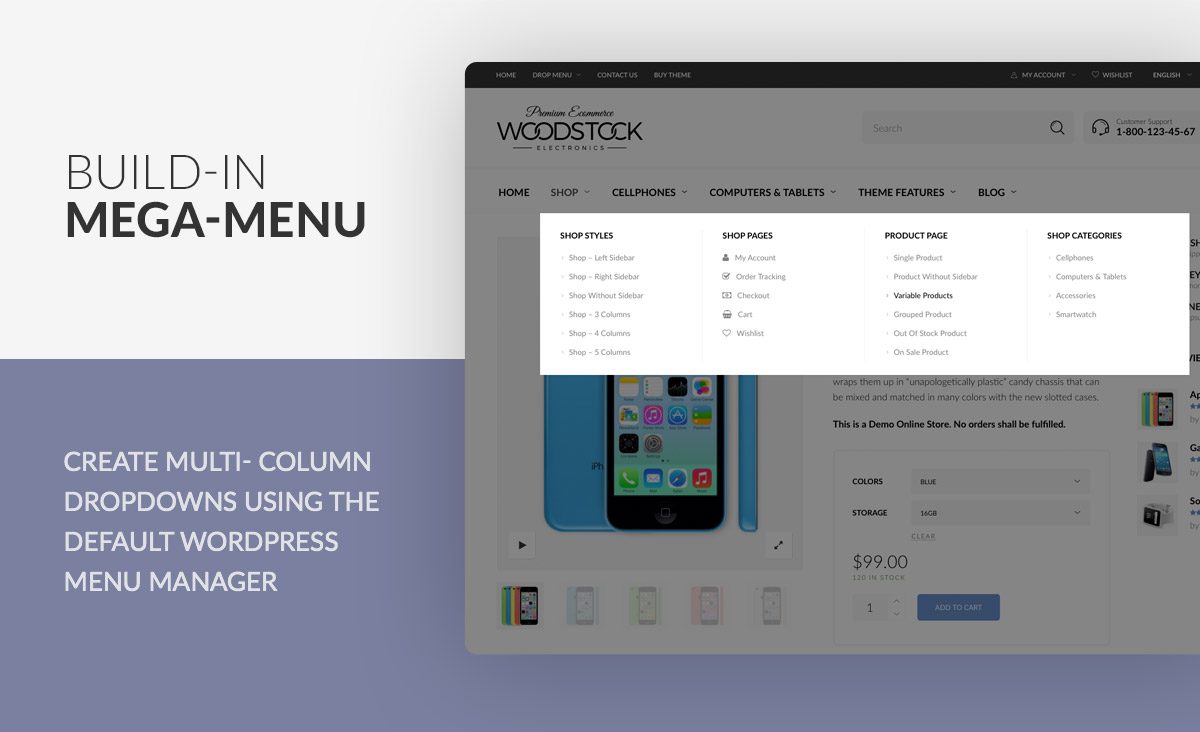 BUILD-IN
MEGA-MENU
CREATE MULTI- COLUMN
DROPDOWNS USING THE
DEFAULT WORDPRESS
MENU MANAGER
HOME DROP MENU CONTACT US BUY THEME MY ACCOUNT WISHLIST ENGLISH
Premium Ecommerce
WOODSTOCK
ELECTRONICS
Search
Customer Support
1-800-123-45-67
HOME SHOP CELLPHONES COMPUTERS & TABLETS THEME FEATURES BLOG
SHOP STYLES
Shop – Left Sidebar
Shop – Right Sidebar
Shop Without Sidebar
Shop – 3 Columns
Shop – 4 Columns
Shop – 5 Columns
SHOP PAGES
My Account
Order Tracking
Checkout
Cart
Wishlist
PRODUCT PAGE
Single Product
Product Without Sidebar
Variable Products
Grouped Product
Out Of Stock Product
On Sale Product
SHOP CATEGORIES
Cellphones
Computers & Tablets
Accessories
Smartwatch
wraps them up in “unapologetically plastic” candy chassis that can
be mixed and matched in many colors with the new slotted cases.
This is a Demo Online Store. No orders shall be fulfilled.
COLORS BLUE
STORAGE 16GB
CLEAR
$99.00
120 IN STOCK
1 ADD TO CART
iPh
by
by
by